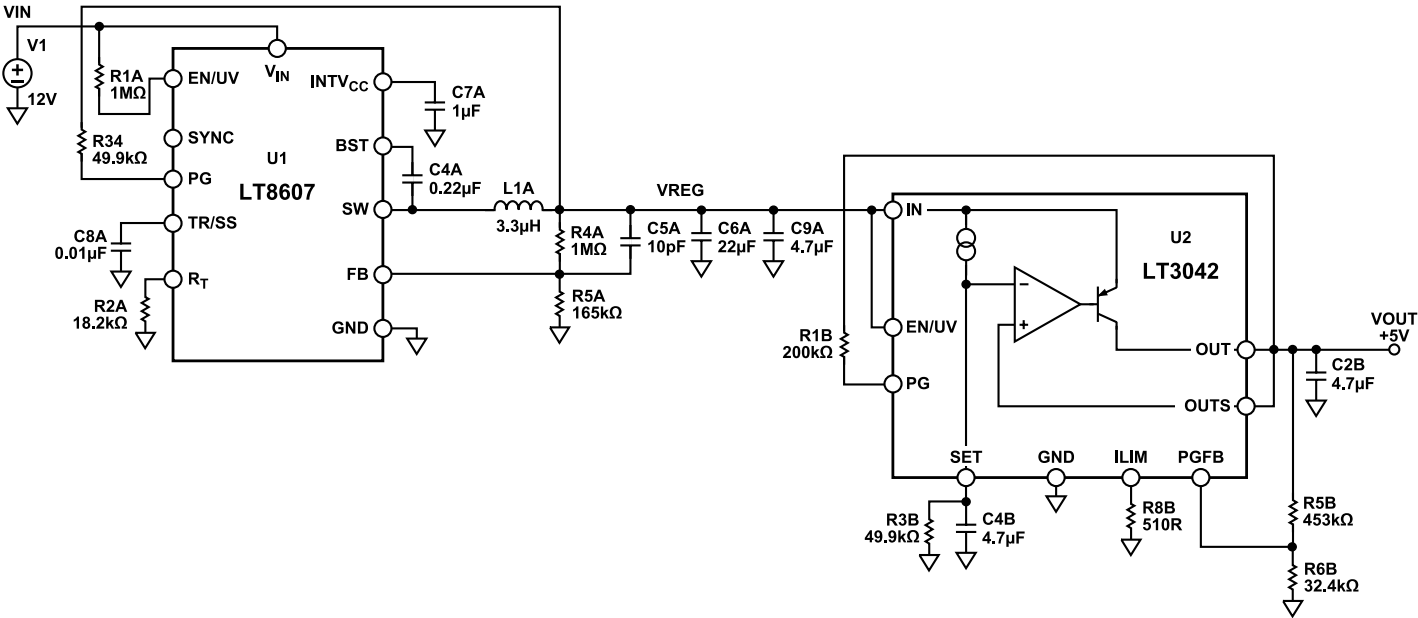 VIN
V1
12V
R1A
1MΩ
R34
49.9kΩ
C8A
0.01µF
R2A
18.2kΩ
EN/UV
SYNC
PG
TR/SS
RT
VIN
U1
LT8607
INTVCC
BST
SW
FB
GND
C7A
1µF
C4A
0.22µF
L1A
3.3µH
R4A
1MΩ
R5A
165kΩ
VREG
C5A
10pF
C6A
22µF
C9A
4.7µF
R1B
200kΩ
IN
EN/UV
PG
U2
LT3042
OUT
OUTS
SET
GND
ILIM
PGFB
R3B
49.9kΩ
C4B
4.7µF
R8B
510R
VOUT
+5V
C2B
4.7µF
R5B
453kΩ
R6B
32.4kΩ